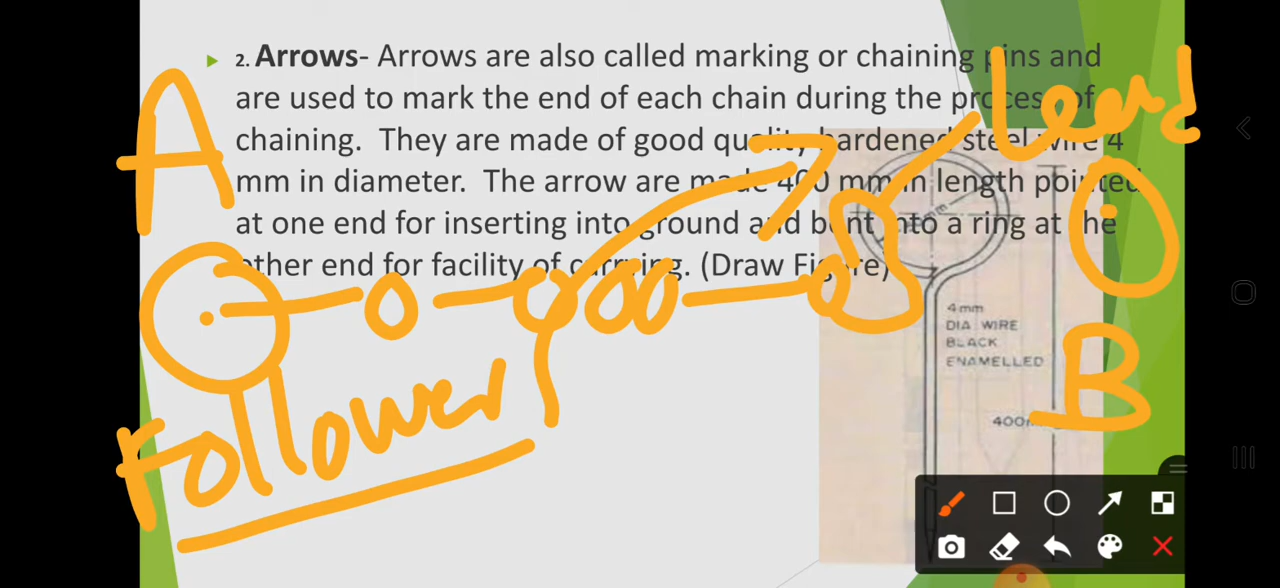 2. Arrows- Arrows are also called marking or chaining pins and
are used to mark the end of each chain during the process of
chaining. They are made of good quality hardened steel wire 4
mm in diameter. The arrow are made 400 mm in length pointed
at one end for inserting into ground and bent into a ring at the
other end for facility of carrying. (Draw Figure)
A
Follower
B
4mm
DIA WIRE
BLACK
ENAMELLED